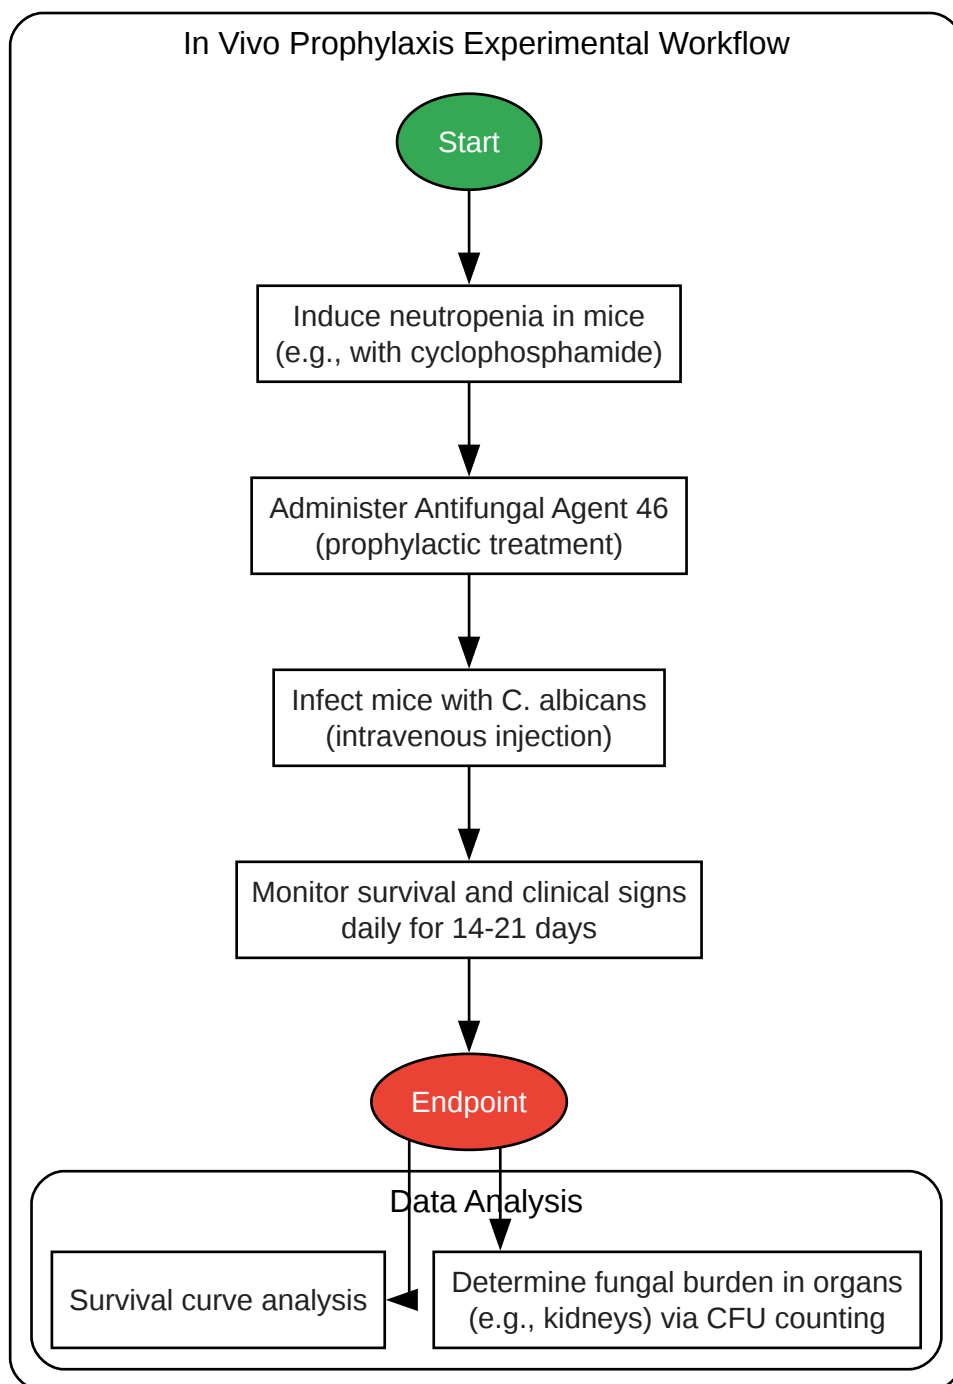 In Vivo Prophylaxis Experimental Workflow
Start
Induce neutropenia in mice
(e.g., with cyclophosphamide)
Administer Antifungal Agent 46
(prophylactic treatment)
Infect mice with C. albicans
(intravenous injection)
Monitor survival and clinical signs
daily for 14-21 days
Endpoint
Data Analysis
Survival curve analysis
Determine fungal burden in organs
(e.g., kidneys) via CFU counting